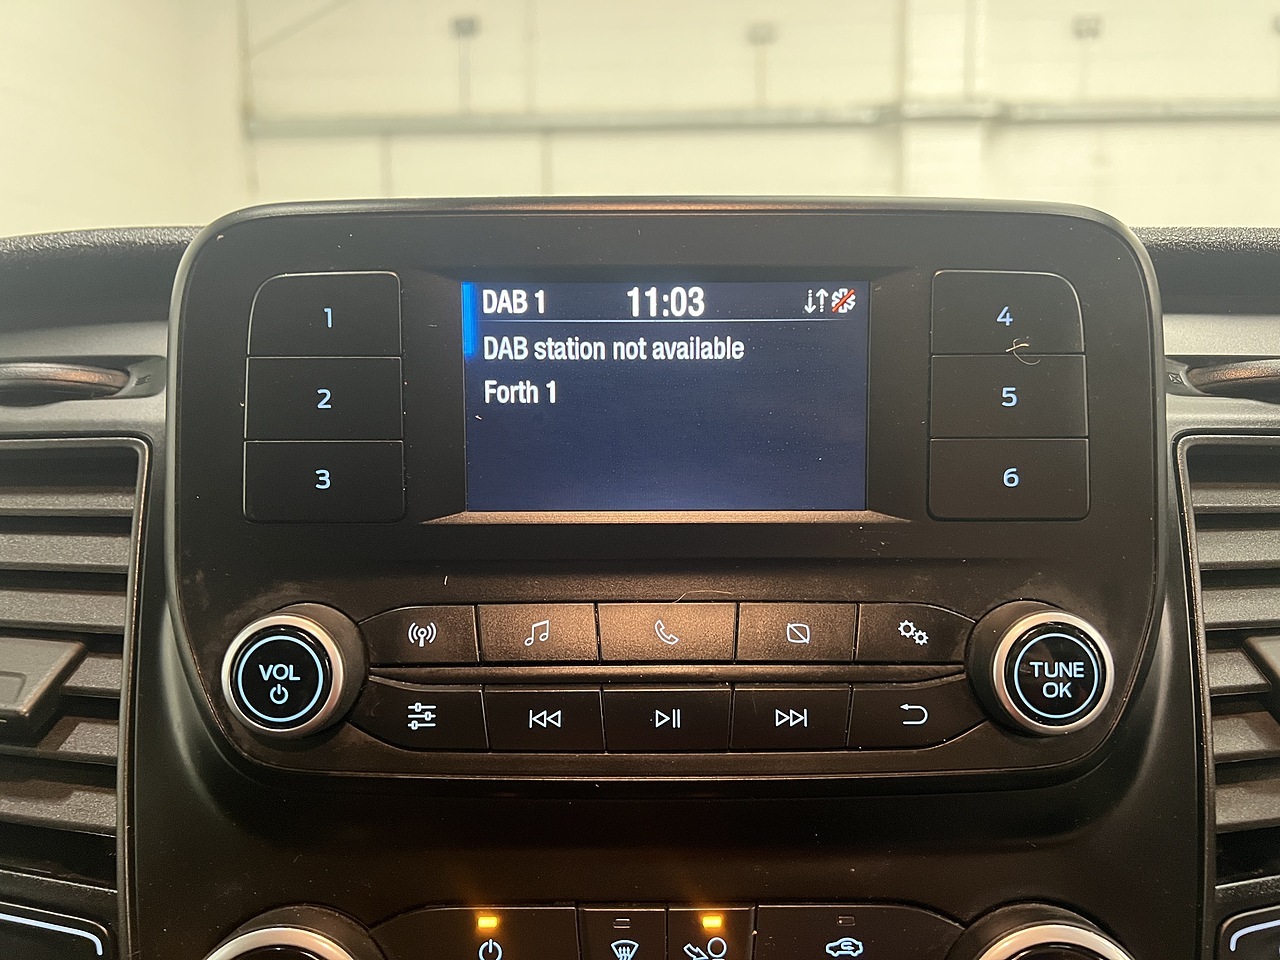 DAB 1 11:03
DAB station not available
Forth 1
1
2
3
4
5
6
VOL
TUNE
OK